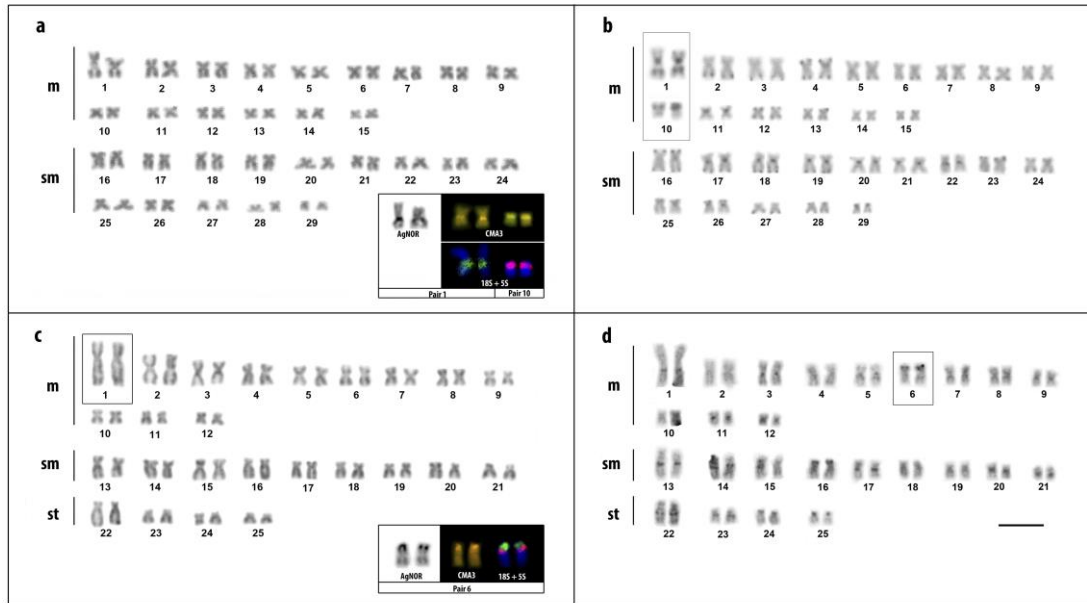 a
m
1 2 3 4 5 6 7 8 9
10 11 12 13 14 15
sm
16 17 18 19 20 21 22 23 24
25 26 27 28 29
AgNOR CMA3
18S + 5S
Pair 1 Pair 10
b
m
1 2 3 4 5 6 7 8 9
10 11 12 13 14 15
sm
16 17 18 19 20 21 22 23 24
25 26 27 28 29
c
m
1 2 3 4 5 6 7 8 9
10 11 12
sm
13 14 15 16 17 18 19 20 21
st
22 23 24 25
AgNOR CMA3 18S + 5S
Pair 6
d
m
1 2 3 4 5 6 7 8 9
10 11 12
sm
13 14 15 16 17 18 19 20 21
st
22 23 24 25